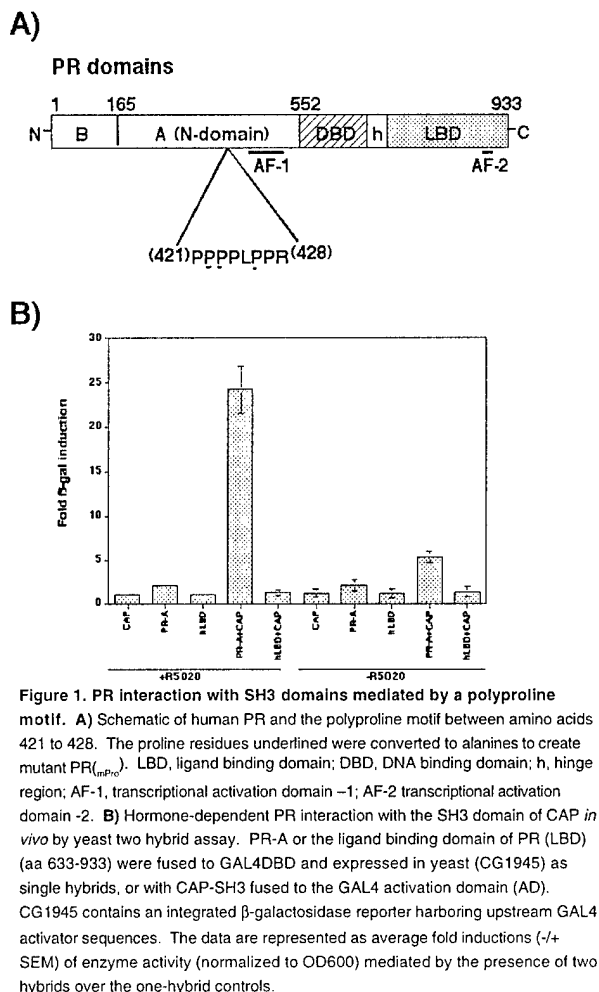 A)
PR domains
1 165 552 933
N B A (N-domain) DBD h LBD C
AF-1 AF-2
(421)PPPPLPPR(428)
B)
30
25
20
15
10
5
0
Fold β-gal induction
CAP PR-A hLBD PR-A+CAP hLBD+CAP CAP PR-A hLBD PR-A+CAP hLBD+CAP
+R5020 -R5020
Figure 1. PR interaction with SH3 domains mediated by a polyproline
motif. A) Schematic of human PR and the polyproline motif between amino acids
421 to 428. The proline residues underlined were converted to alanines to create
mutant PR(mPro). LBD, ligand binding domain; DBD, DNA binding domain; h, hinge
region; AF-1, transcriptional activation domain –1; AF-2 transcriptional activation
domain -2. B) Hormone-dependent PR interaction with the SH3 domain of CAP in
vivo by yeast two hybrid assay. PR-A or the ligand binding domain of PR (LBD)
(aa 633-933) were fused to GAL4DBD and expressed in yeast (CG1945) as
single hybrids, or with CAP-SH3 fused to the GAL4 activation domain (AD).
CG1945 contains an integrated β-galactosidase reporter harboring upstream GAL4
activator sequences. The data are represented as average fold inductions (-/+
SEM) of enzyme activity (normalized to OD600) mediated by the presence of two
hybrids over the one-hybrid controls.